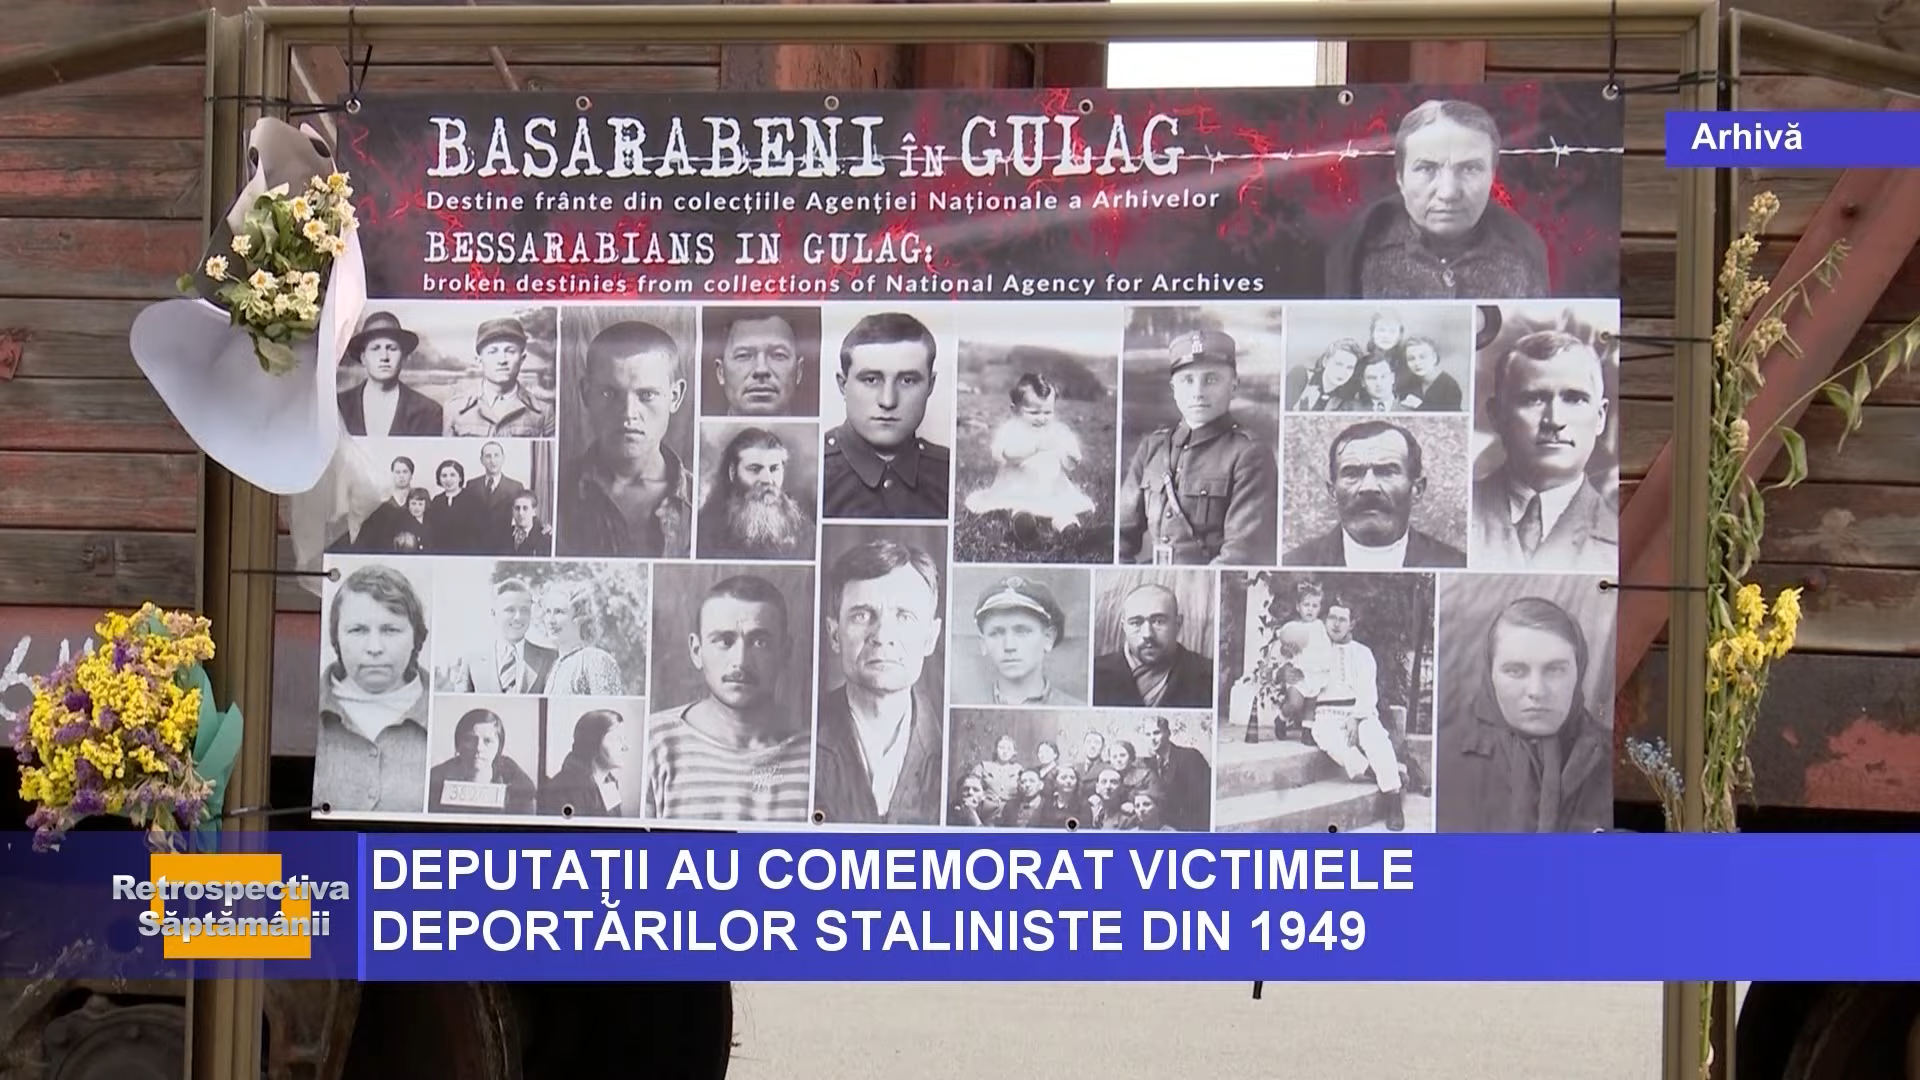 BASARABENI ÎN GULAG
Destine frânte din colecțiile Agenției Naționale a Arhivelor
BESSARABIANS IN GULAG:
broken destinies from collections of National Agency for Archives
Arhivă
DEPUTAȚII AU COMEMORAT VICTIMELE
DEPORTĂRILOR STALINISTE DIN 1949
Retrospectiva
Săptămânii